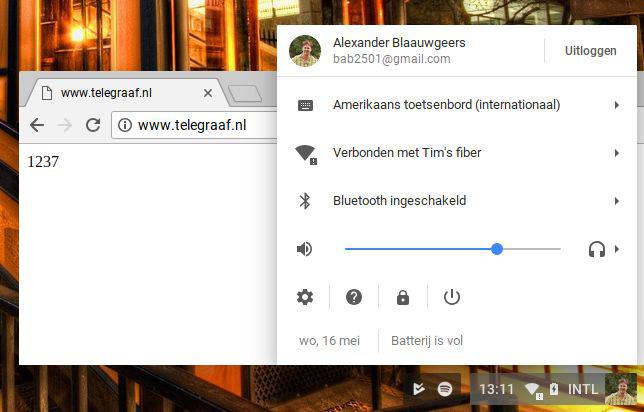 Alexander Blaauwgeers
bab2501@gmail.com
Uitloggen
www.telegraaf.nl
www.telegraaf.nl
1237
Amerikaans toetsenbord (internationaal)
Verbonden met Tim's fiber
Bluetooth ingeschakeld
wo, 16 mei
Batterij is vol
13:11
INTL